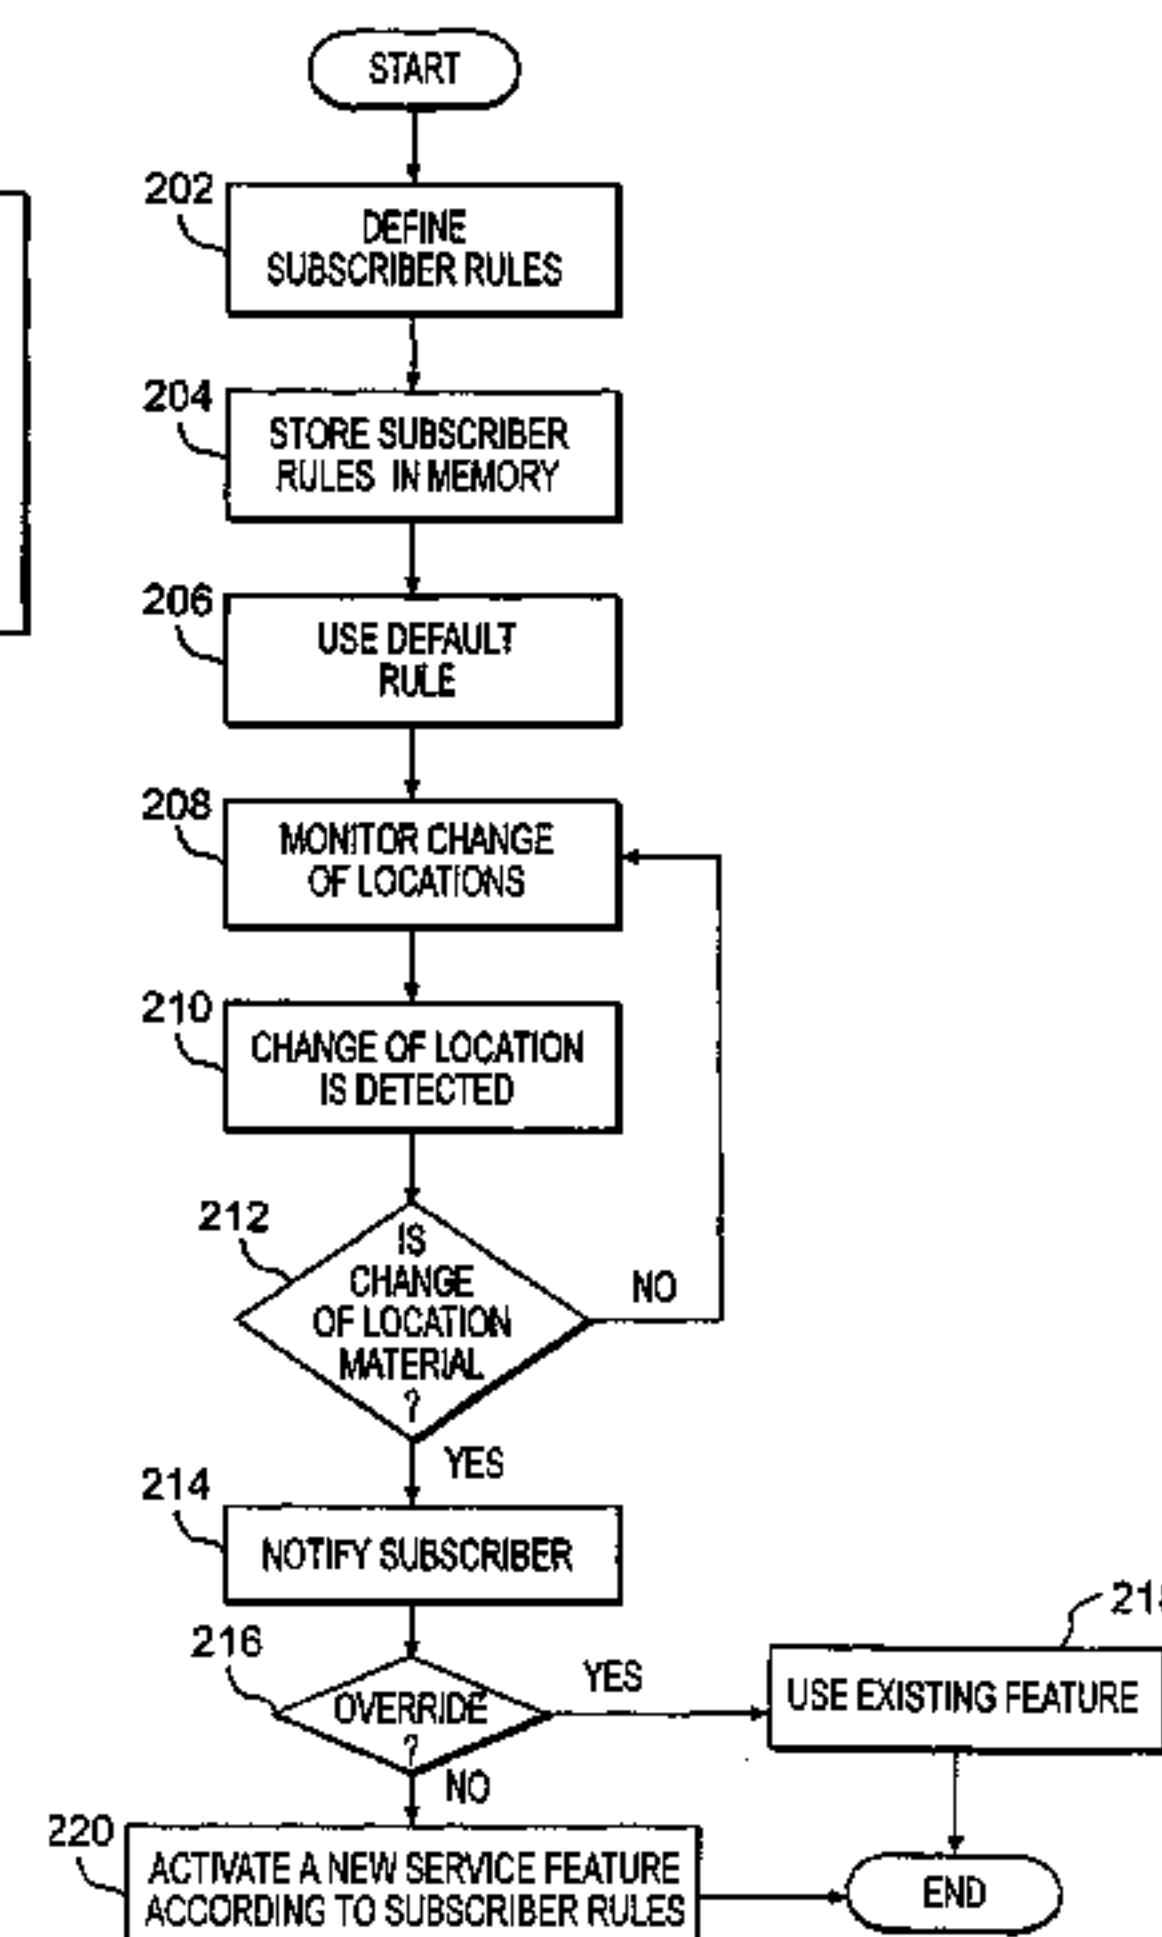 START
202
DEFINE
SUBSCRIBER RULES
204
STORE SUBSCRIBER
RULES IN MEMORY
206
USE DEFAULT
RULE
208
MONITOR CHANGE
OF LOCATIONS
210
CHANGE OF LOCATION
IS DETECTED
212
IS
CHANGE
OF LOCATION
MATERIAL
?
NO
YES
214
NOTIFY SUBSCRIBER
216
OVERRIDE
?
YES
NO
USE EXISTING FEATURE
220
ACTIVATE A NEW SERVICE FEATURE
ACCORDING TO SUBSCRIBER RULES
END